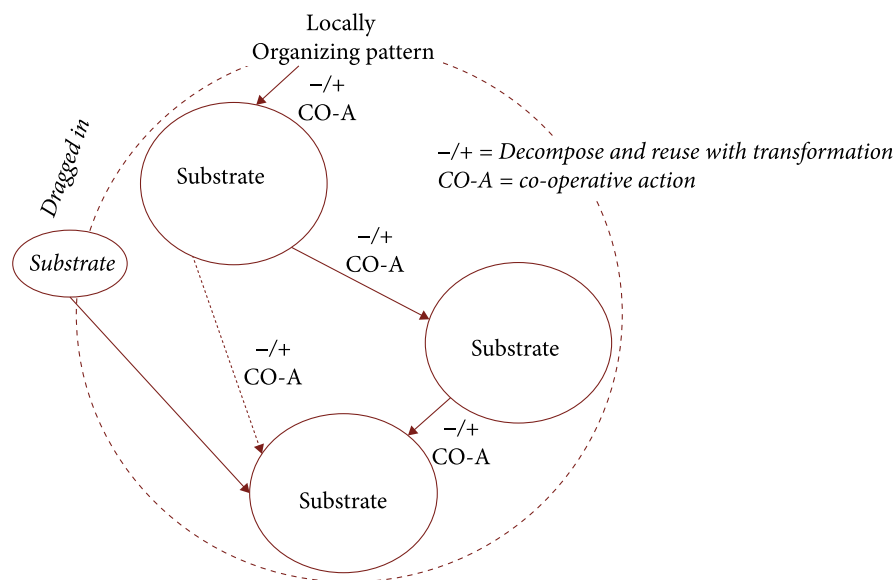 Locally
Organizing pattern
−/+
CO-A
Substrate
Dragged in
Substrate
−/+ = Decompose and reuse with transformation
CO-A = co-operative action
−/+
CO-A
Substrate
−/+
CO-A
−/+
CO-A
Substrate